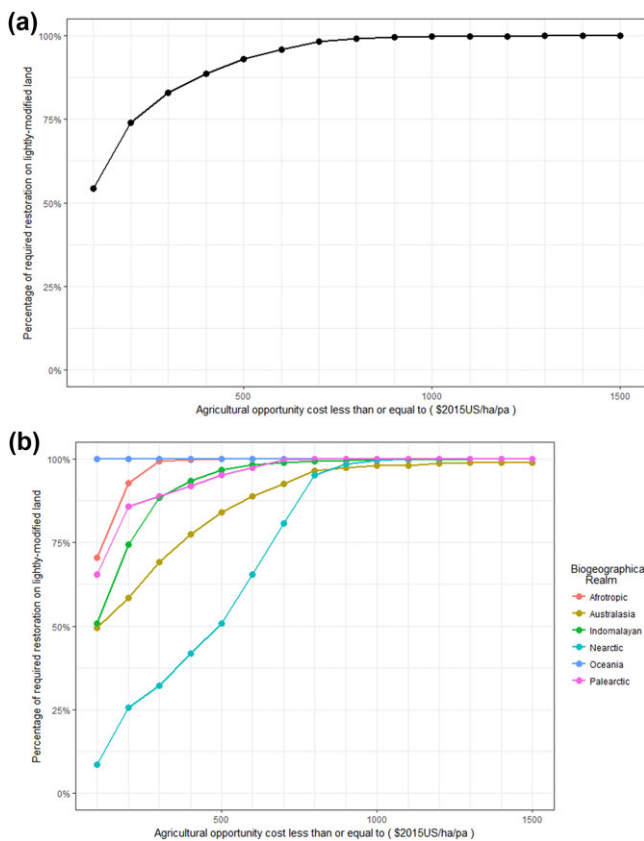 (a)
100%
75%
50%
25%
0%
Percentage of required restoration on lightly-modified land
500
1000
1500
Agricultural opportunity cost less than or equal to ( $2015US/ha/pa )
(b)
100%
75%
50%
25%
0%
Percentage of required restoration on lightly-modified land
500
1000
1500
Agricultural opportunity cost less than or equal to ( $2015US/ha/pa )
Biogeographical
Realm
Afrotropic
Australasia
Indomalayan
Nearctic
Oceania
Palearctic